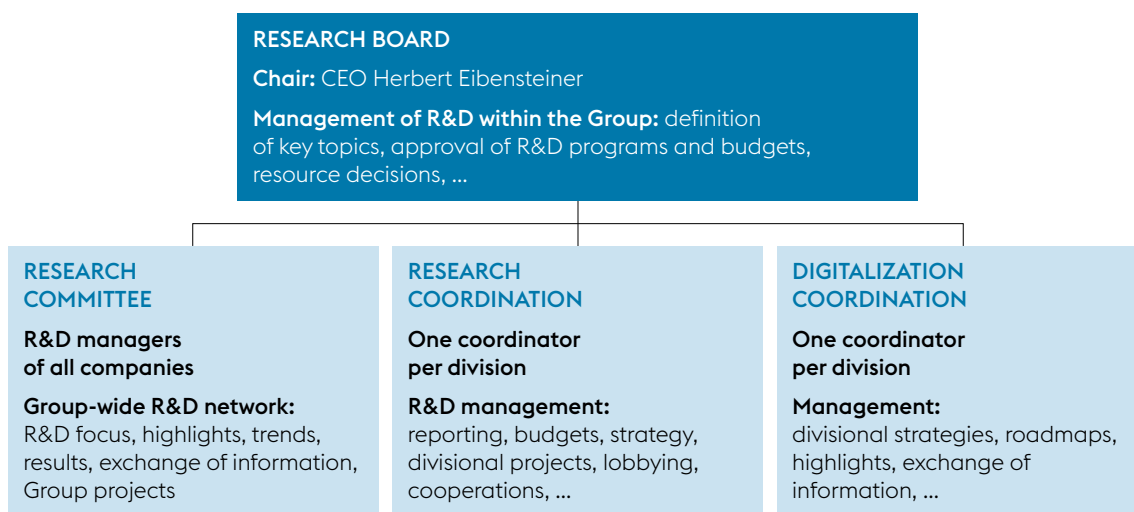 RESEARCH BOARD
Chair: CEO Herbert Eibensteiner
Management of R&D within the Group: definition
of key topics, approval of R&D programs and budgets,
resource decisions, ...
RESEARCH
COMMITTEE
R&D managers
of all companies
Group-wide R&D network:
R&D focus, highlights, trends,
results, exchange of information,
Group projects
RESEARCH
COORDINATION
One coordinator
per division
R&D management:
reporting, budgets, strategy,
divisional projects, lobbying,
cooperations, ...
DIGITALIZATION
COORDINATION
One coordinator
per division
Management:
divisional strategies, roadmaps,
highlights, exchange of
information, ...